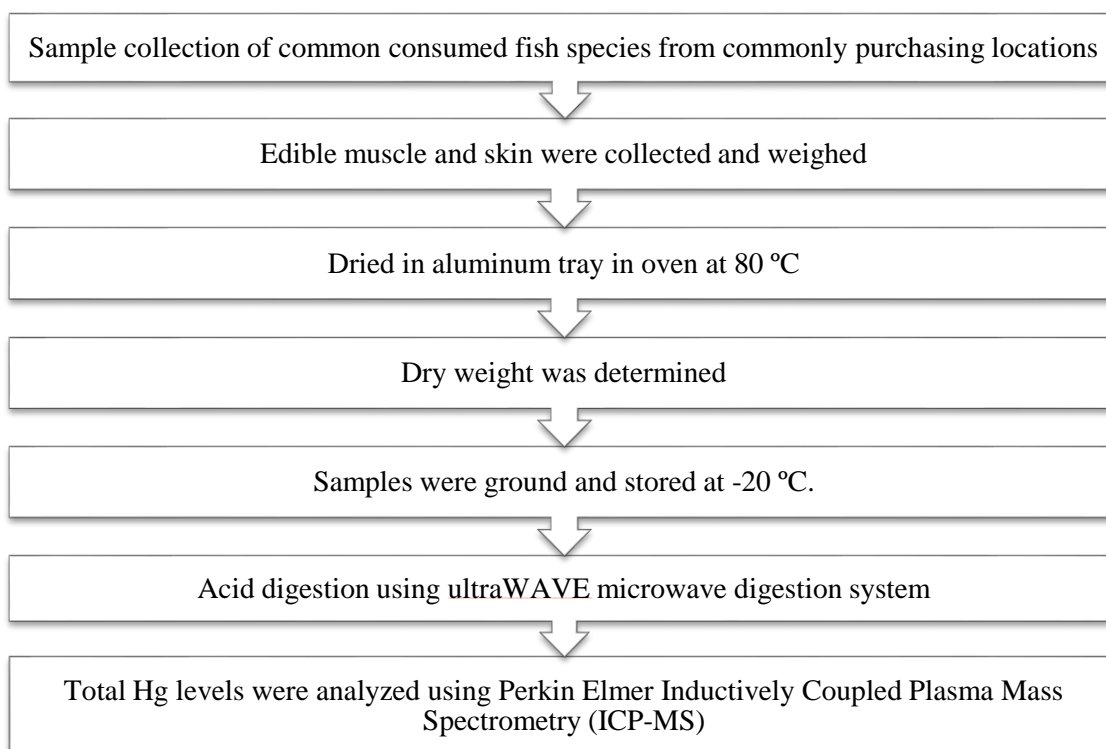 Sample collection of common consumed fish species from commonly purchasing locations
Edible muscle and skin were collected and weighed
Dried in aluminum tray in oven at 80 ºC
Dry weight was determined
Samples were ground and stored at -20 ºC.
Acid digestion using ultraWAVE microwave digestion system
Total Hg levels were analyzed using Perkin Elmer Inductively Coupled Plasma Mass
Spectrometry (ICP-MS)